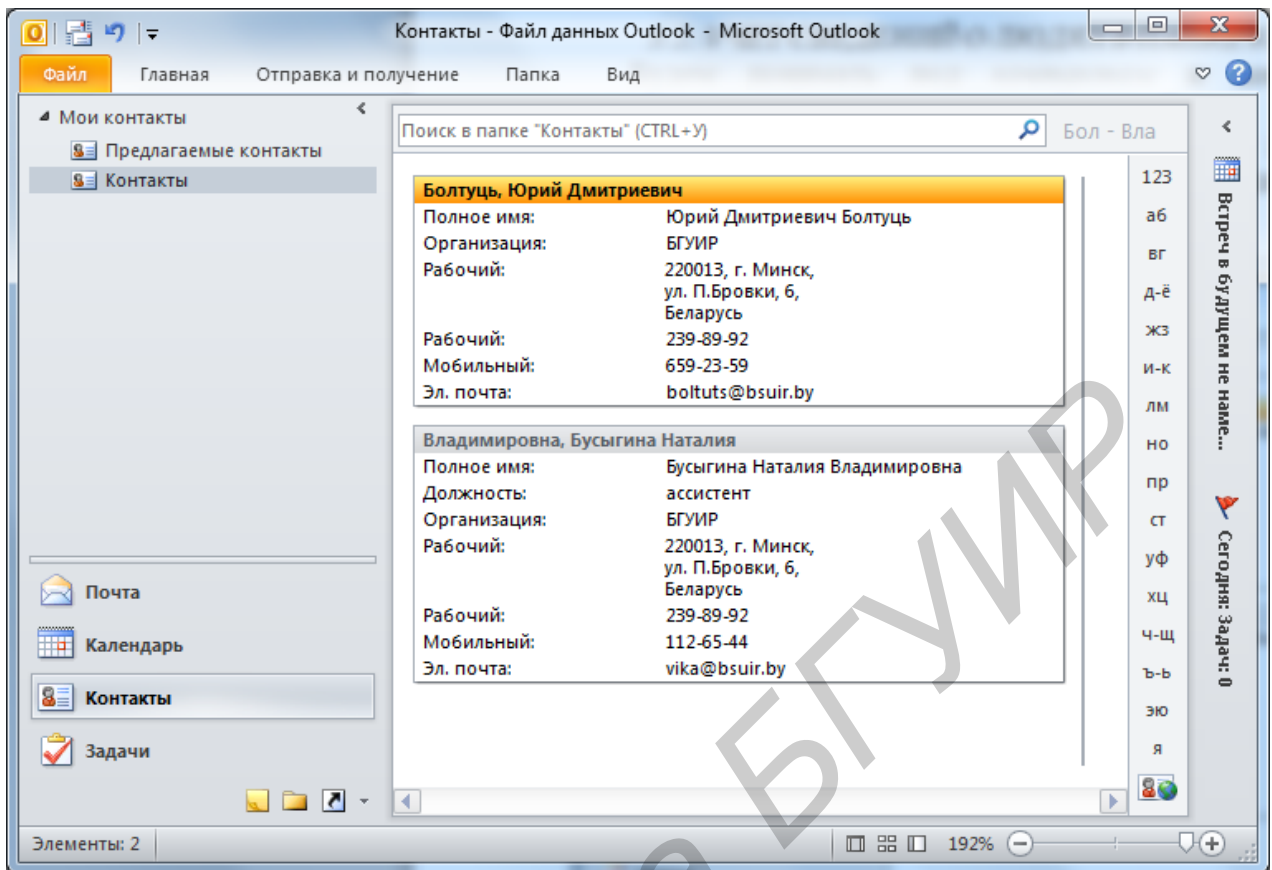 Контакты - Файл данных Outlook - Microsoft Outlook
Файл Главная Отправка и получение Папка Вид
Мои контакты
Предлагаемые контакты
Контакты
Поиск в папке "Контакты" (CTRL+У)
Бол - Вла
Болтуць, Юрий Дмитриевич
Полное имя: Юрий Дмитриевич Болтуць
Организация: БГУИР
Рабочий: 220013, г. Минск,
ул. П.Бровки, 6,
Беларусь
Рабочий: 239-89-92
Мобильный: 659-23-59
Эл. почта: boltuts@bsuir.by
Владимировна, Бусыгина Наталия
Полное имя: Бусыгина Наталия Владимировна
Должность: ассистент
Организация: БГУИР
Рабочий: 220013, г. Минск,
ул. П.Бровки, 6,
Беларусь
Рабочий: 239-89-92
Мобильный: 112-65-44
Эл. почта: vika@bsuir.by
123
аб
вг
д-ё
жз
и-к
лм
но
пр
ст
уф
хц
ч-щ
ъ-ь
эю
я
Встреч в будущем не наме...
Сегодня: Задач: 0
Почта
Календарь
Контакты
Задачи
Элементы: 2
192%
БГУИР